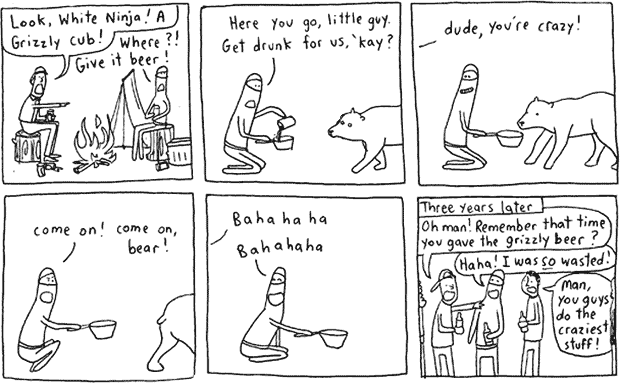 Look, White Ninja! A
Grizzly cub!
Where?!
Give it beer!
Here you go, little guy.
Get drunk for us, 'kay?
dude, you're crazy!
come on! come on,
bear!
Bahahaha
Bahahaha
Three years later
Oh man! Remember that time
you gave the grizzly beer?
Haha! I was so wasted!
Man,
you guys
do the
craziest
stuff!